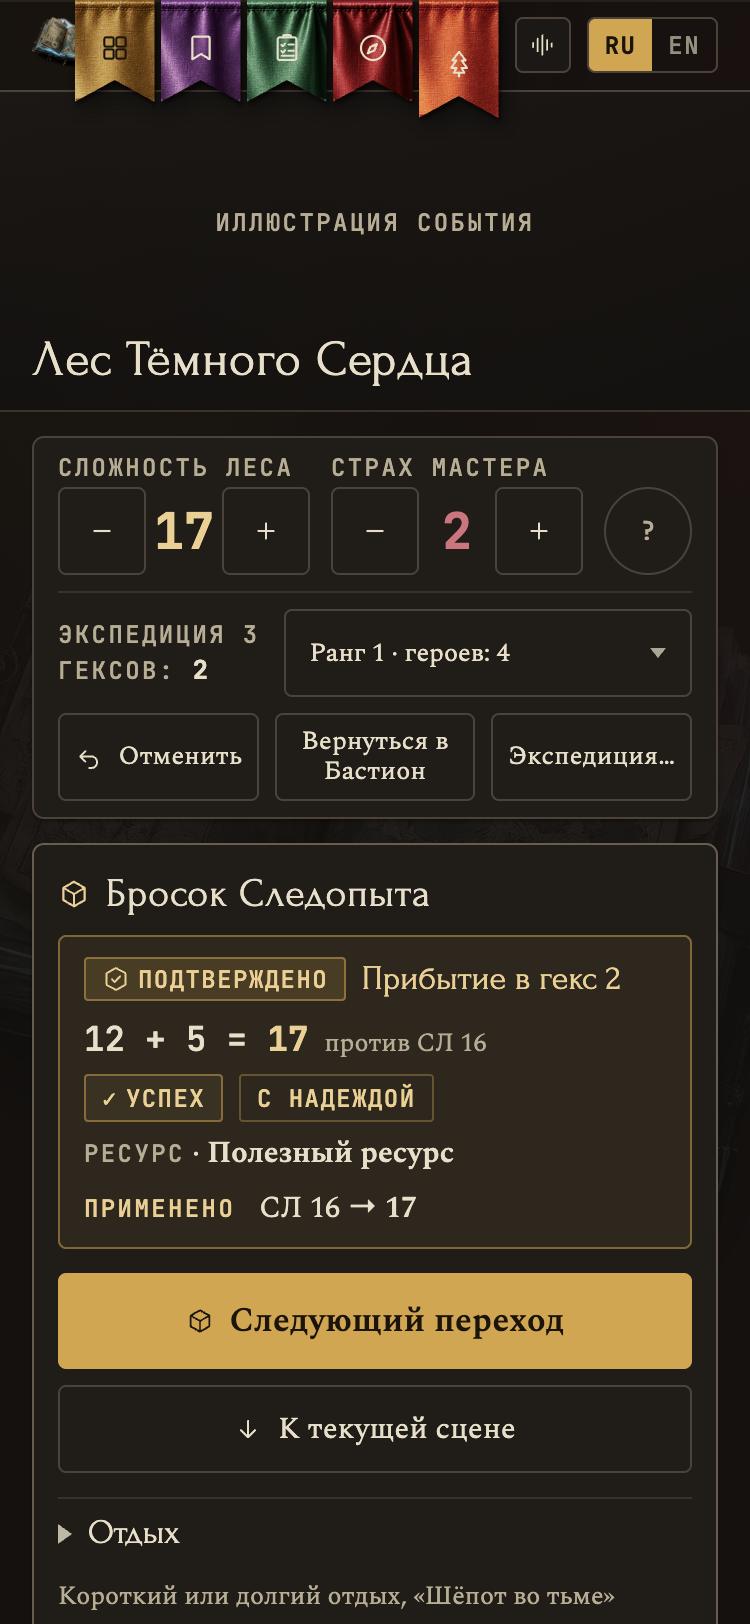 RU EN
ИЛЛЮСТРАЦИЯ СОБЫТИЯ
Лес Тёмного Сердца
СЛОЖНОСТЬ ЛЕСА СТРАХ МАСТЕРА
− 17 + − 2 + ?
ЭКСПЕДИЦИЯ 3
ГЕКСОВ: 2
Ранг 1 · героев: 4
Отменить
Вернуться в
Бастион
Экспедиция…
Бросок Следопыта
ПОДТВЕРЖДЕНО Прибытие в гекс 2
12 + 5 = 17 против СЛ 16
✓ УСПЕХ С НАДЕЖДОЙ
РЕСУРС · Полезный ресурс
ПРИМЕНЕНО СЛ 16 → 17
Следующий переход
↓ К текущей сцене
Отдых
Короткий или долгий отдых, «Шёпот во тьме»